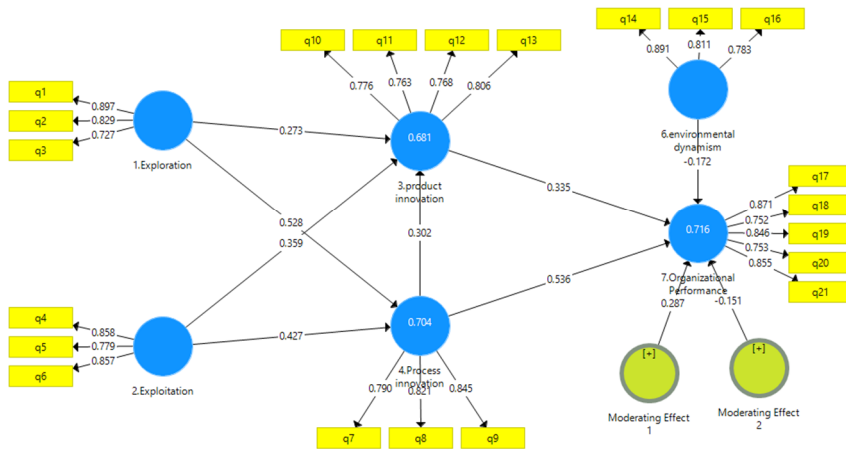 q14
q15
q16
q10
q11
q12
q13
0.891
0.811
0.783
q1
q2
q3
0.897
0.829
0.727
0.776
0.763
0.768
0.806
0.681
1.Exploration
0.273
6.environmental
dynamism
-0.172
3.product
innovation
0.335
q17
q18
q19
q20
q21
0.871
0.752
0.846
0.753
0.855
0.716
0.528
0.359
0.302
0.536
7.Organizational
Performance
0.287
-0.151
q4
q5
q6
0.858
0.779
0.857
0.427
0.704
2.Exploitation
4.Process
innovation
0.790
0.821
0.845
q7
q8
q9
[+]
[+]
Moderating Effect
1
Moderating Effect
2